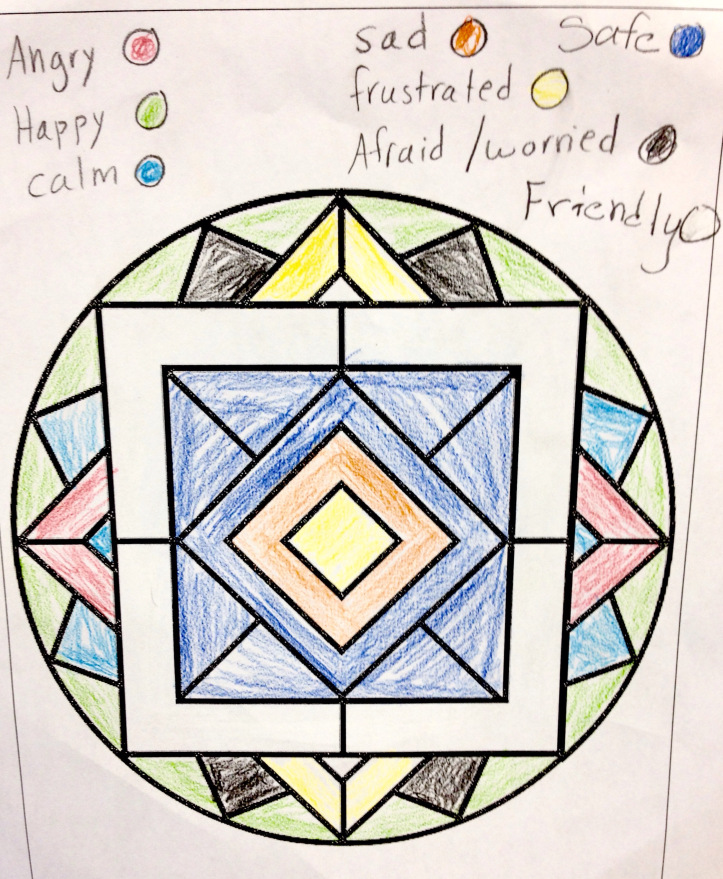 Angry
Happy
calm
sad
Safe
frustrated
Afraid /worried
Friendly